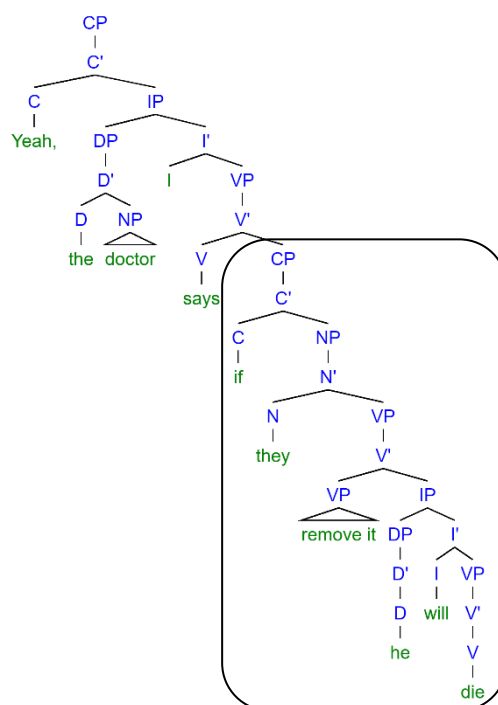 CP
C'
C IP
Yeah, DP I'
D' I VP
D NP V'
the doctor V CP
says C'
C NP
if N'
N VP
they V'
VP IP
remove it DP I'
D' I VP
D will V'
he V
die